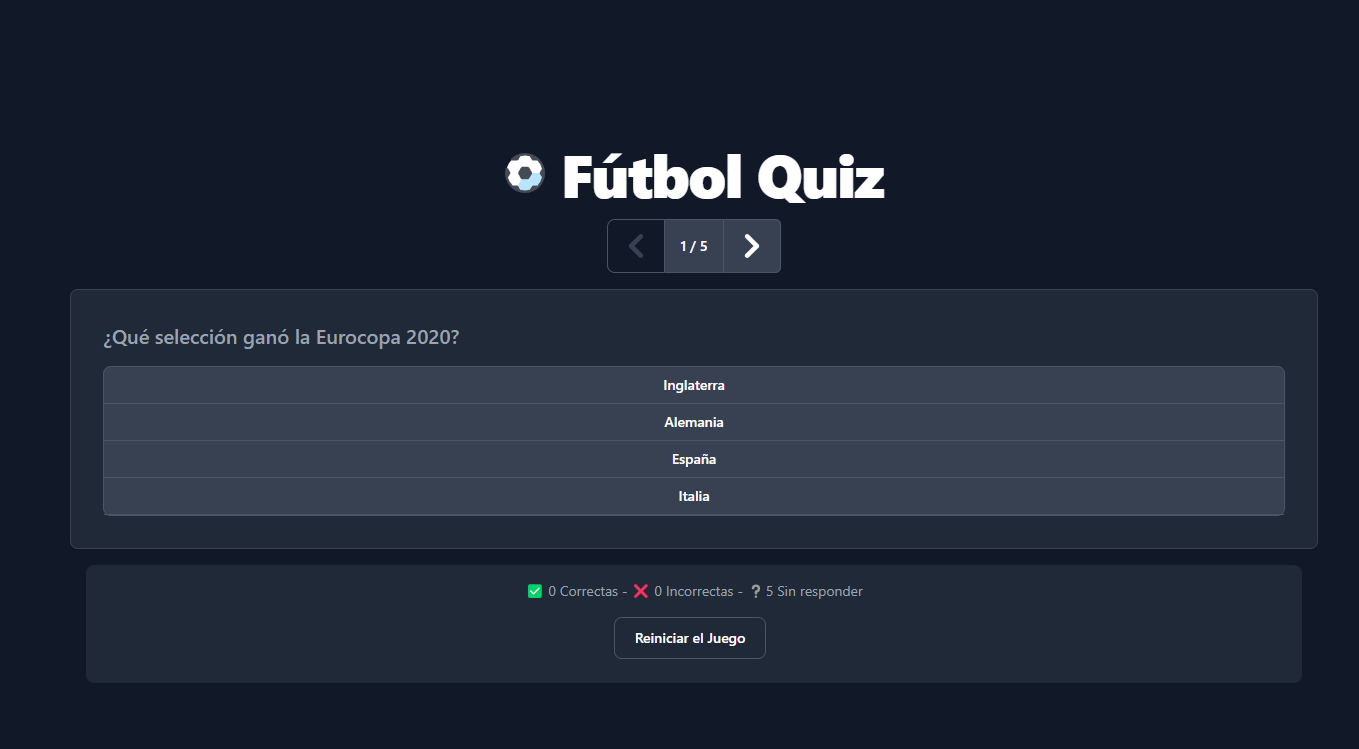 ⚽ Fútbol Quiz
1 / 5
¿Qué selección ganó la Eurocopa 2020?
Inglaterra
Alemania
España
Italia
✅ 0 Correctas - ❌ 0 Incorrectas - ❔ 5 Sin responder
Reiniciar el Juego